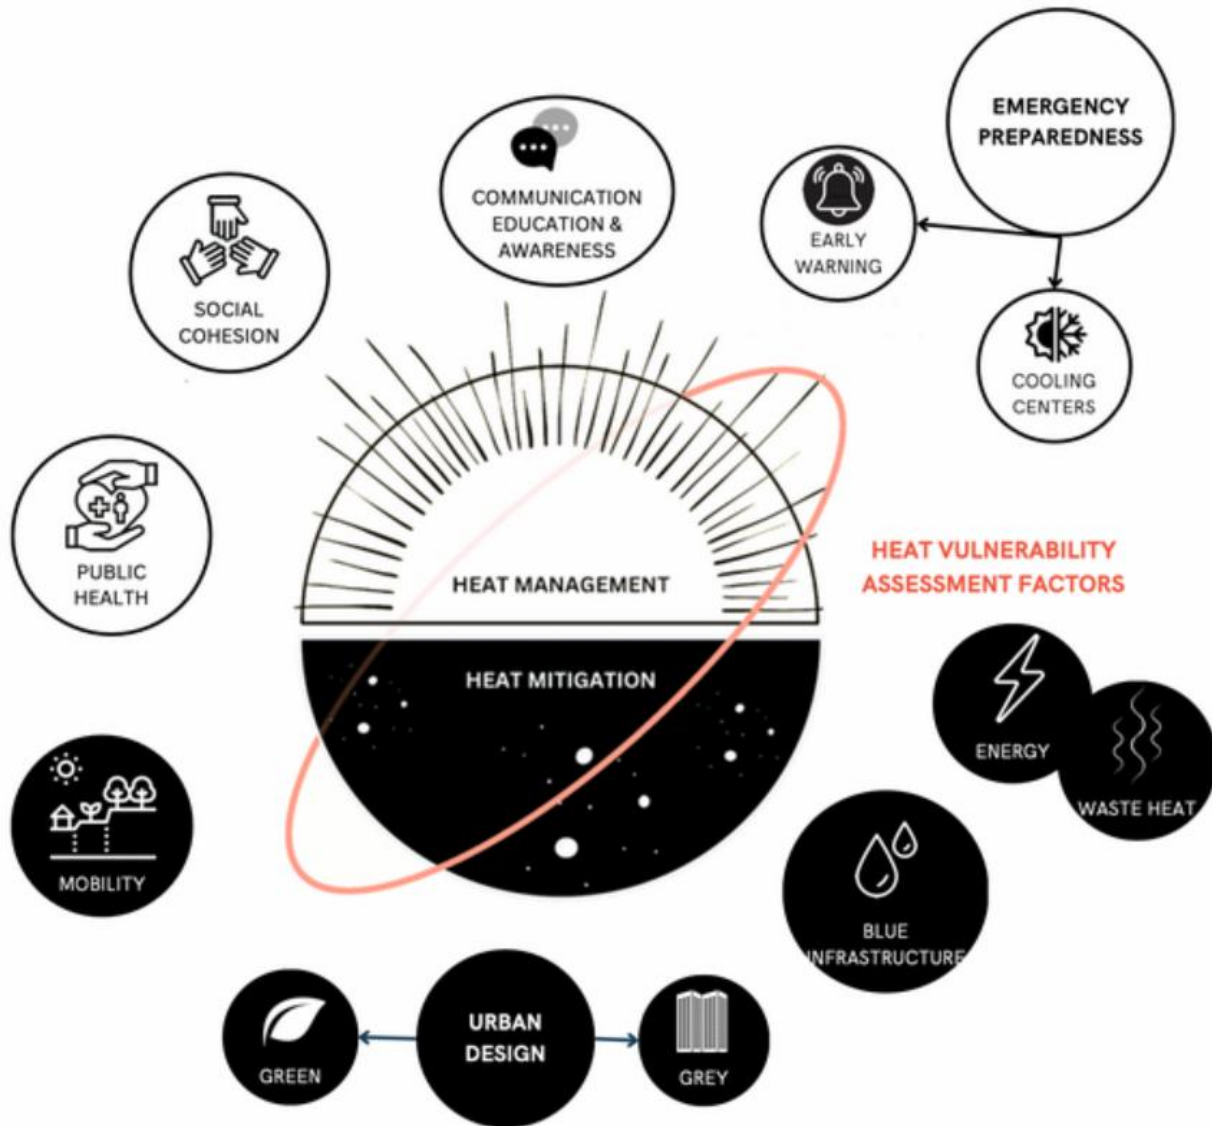 EMERGENCY
PREPAREDNESS
COMMUNICATION
EDUCATION &
AWARENESS
EARLY
WARNING
SOCIAL
COHESION
COOLING
CENTERS
PUBLIC
HEALTH
HEAT MANAGEMENT
HEAT VULNERABILITY
ASSESSMENT FACTORS
HEAT MITIGATION
ENERGY
WASTE HEAT
MOBILITY
BLUE
INFRASTRUCTURE
URBAN
DESIGN
GREEN
GREY